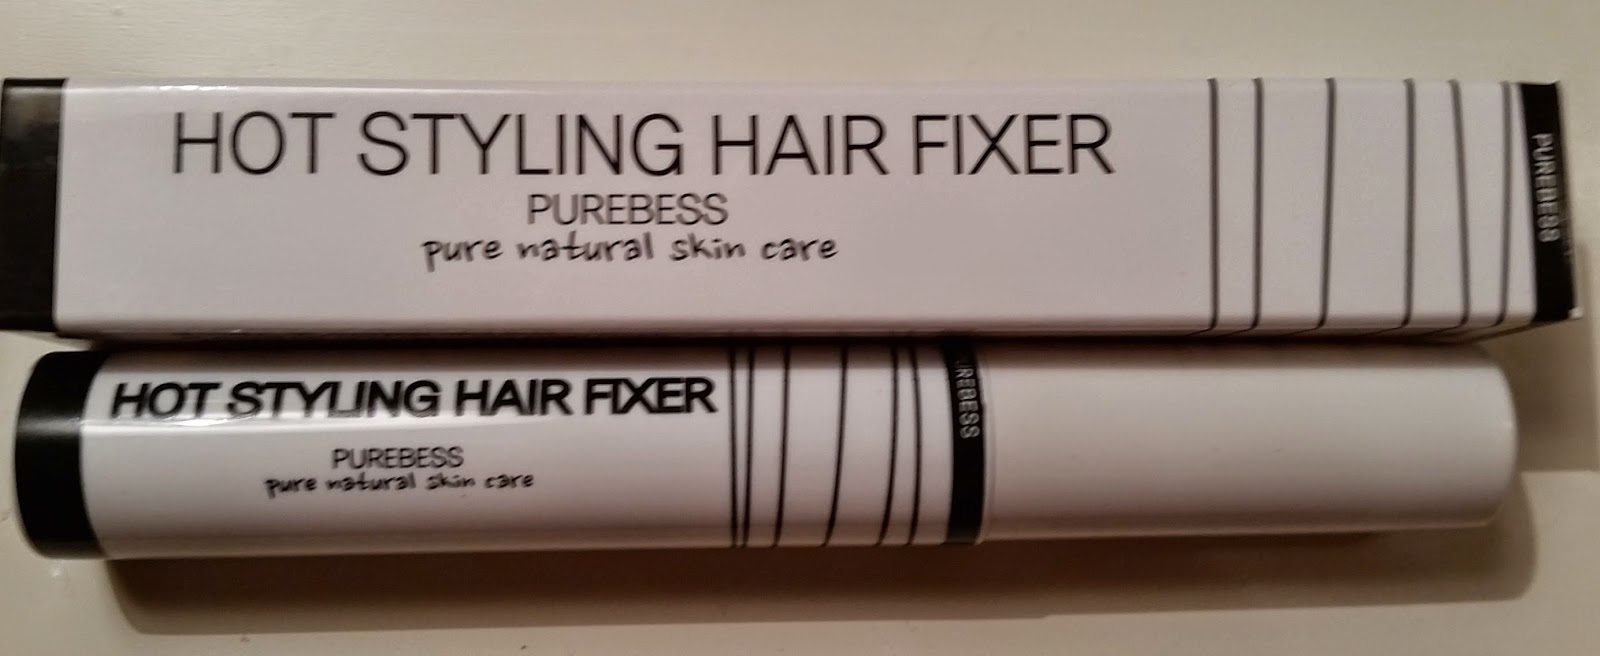 HOT STYLING HAIR FIXER
PUREBESS
pure natural skin care
PUREBESS
HOT STYLING HAIR FIXER
PUREBESS
pure natural skin care
PUREBESS